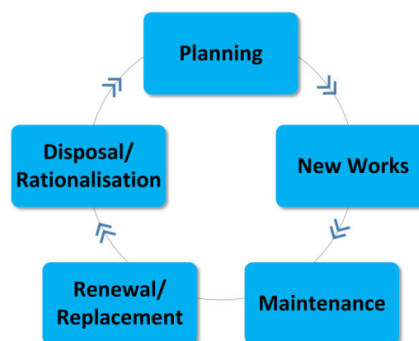 Planning
New Works
Maintenance
Renewal/
Replacement
Disposal/
Rationalisation